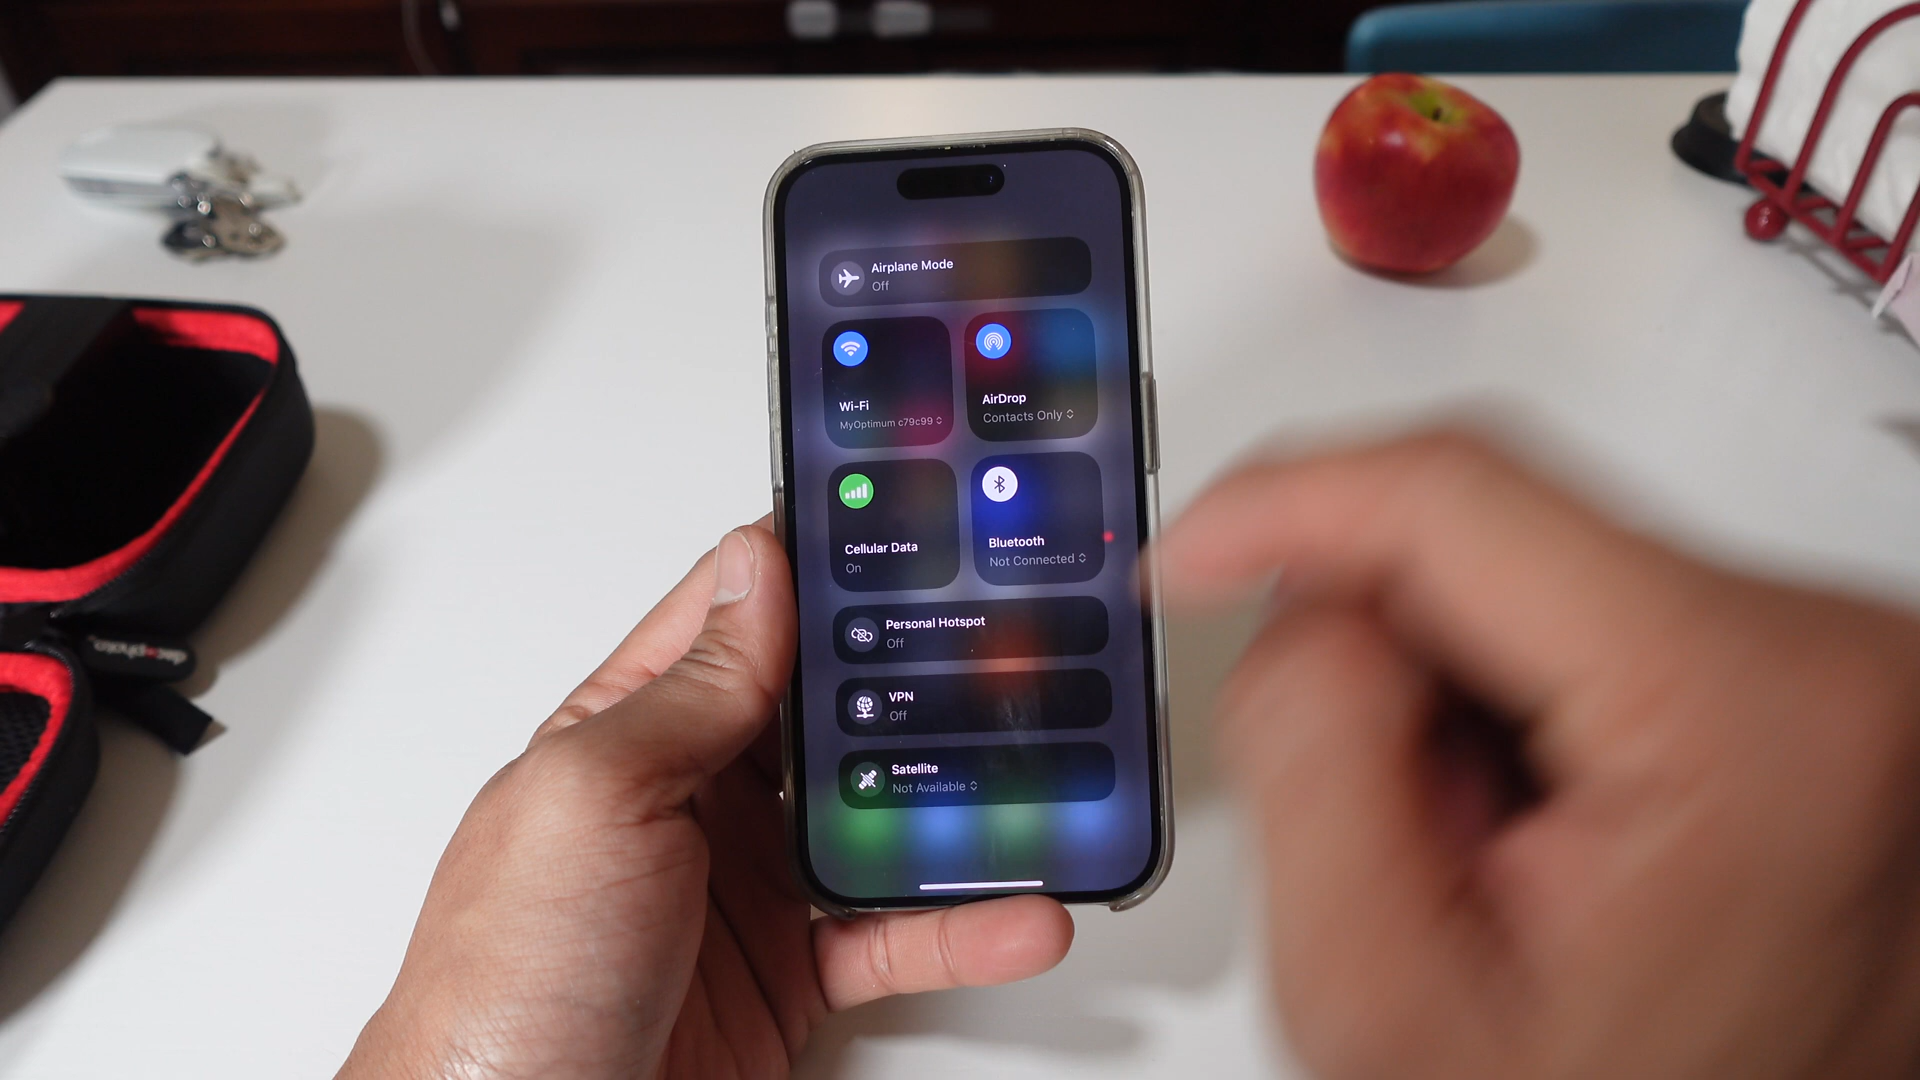 Airplane Mode
Off
Wi-Fi
MyOptimum c79c99
AirDrop
Contacts Only
Cellular Data
On
Bluetooth
Not Connected
Personal Hotspot
Off
VPN
Off
Satellite
Not Available